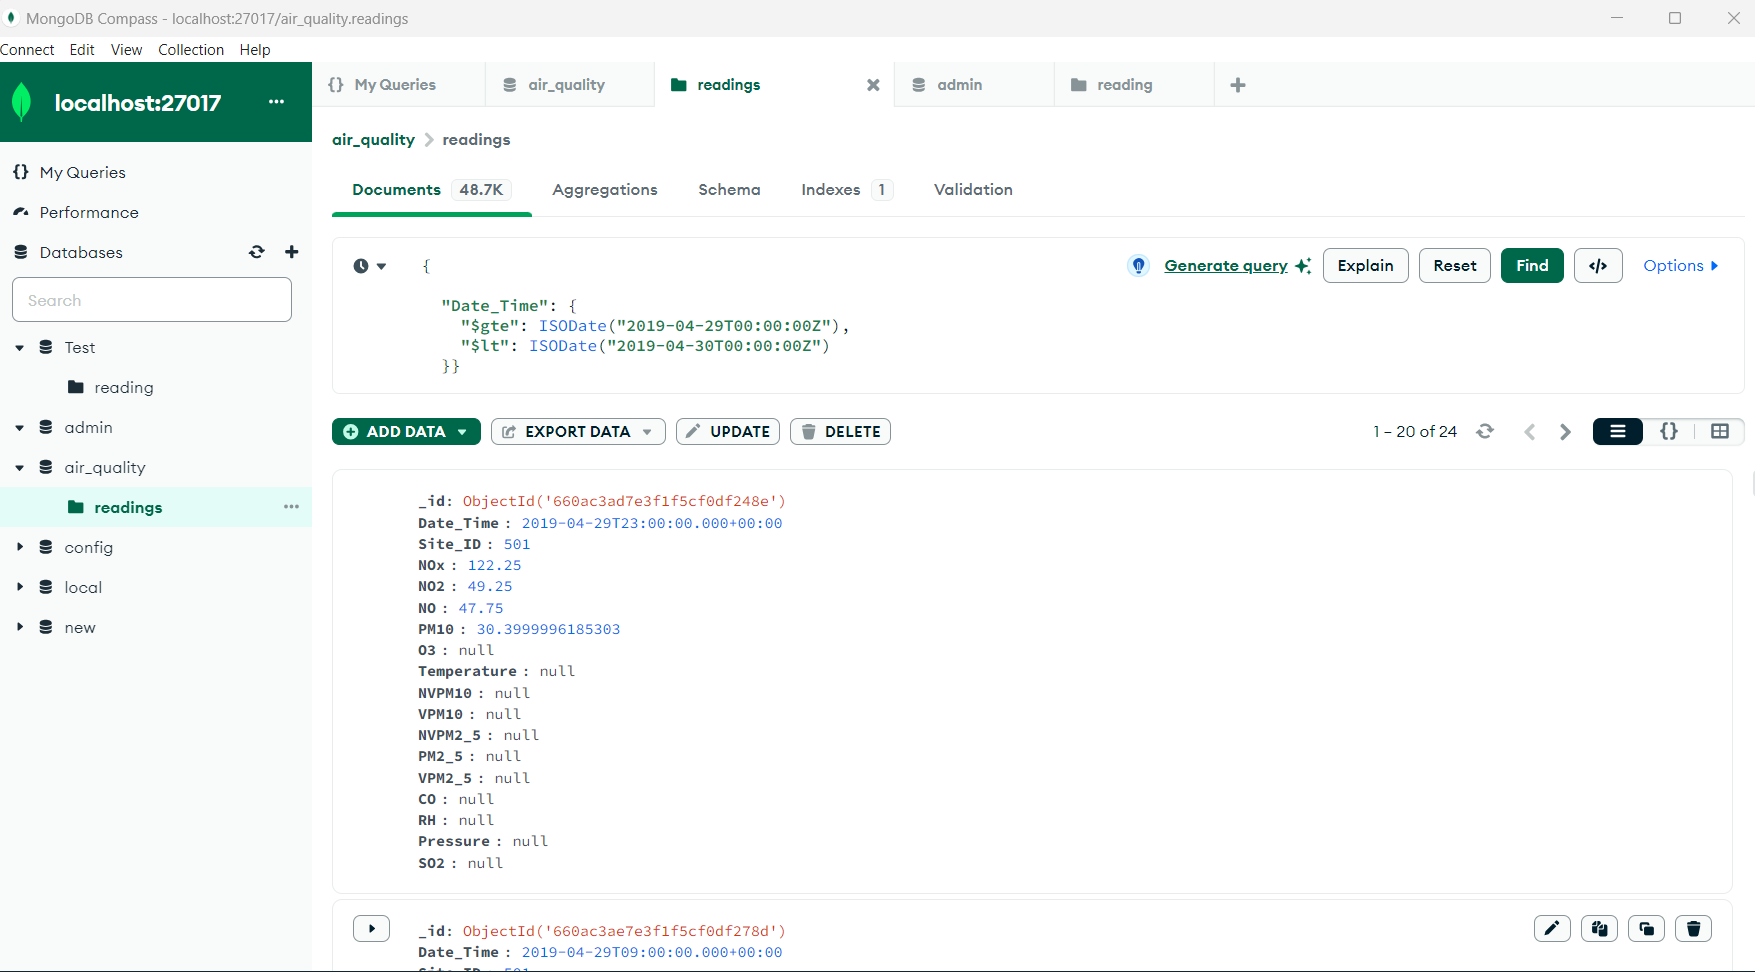 MongoDB Compass - localhost:27017/air_quality.readings
Connect Edit View Collection Help
localhost:27017 ···
{} My Queries
air_quality
readings
admin
reading
My Queries
Performance
Databases
Search
Test
reading
admin
air_quality
readings ···
config
local
new
air_quality > readings
Documents 48.7K Aggregations Schema Indexes 1 Validation
{
Generate query Explain Reset Find </> Options
"Date_Time": {
"$gte": ISODate("2019-04-29T00:00:00Z"),
"$lt": ISODate("2019-04-30T00:00:00Z")
}}
ADD DATA EXPORT DATA UPDATE DELETE 1 – 20 of 24 {}
_id: ObjectId('660ac3ad7e3f1f5cf0df248e')
Date_Time : 2019-04-29T23:00:00.000+00:00
Site_ID : 501
NOx : 122.25
NO2 : 49.25
NO : 47.75
PM10 : 30.3999996185303
O3 : null
Temperature : null
NVPM10 : null
VPM10 : null
NVPM2_5 : null
PM2_5 : null
VPM2_5 : null
CO : null
RH : null
Pressure : null
SO2 : null
_id: ObjectId('660ac3ae7e3f1f5cf0df278d')
Date_Time : 2019-04-29T09:00:00.000+00:00
Site_ID : 501